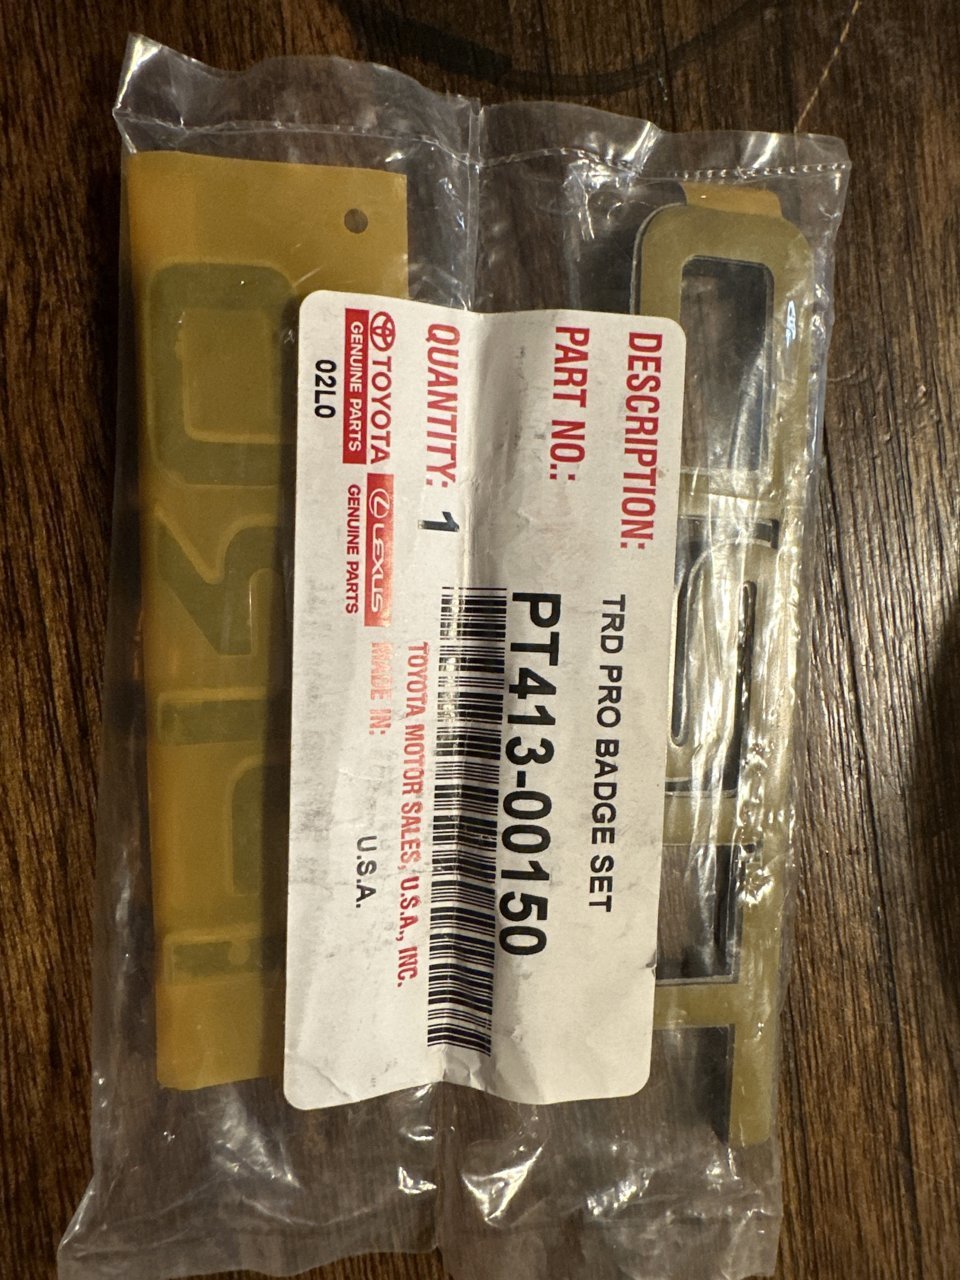 DESCRIPTION: TRD PRO BADGE SET
PART NO.: PT413-00150
QUANTITY: 1
TOYOTA MOTOR SALES, U.S.A., INC.
TOYOTA
GENUINE PARTS
LEXUS
GENUINE PARTS
MADE IN: U.S.A.
02L0